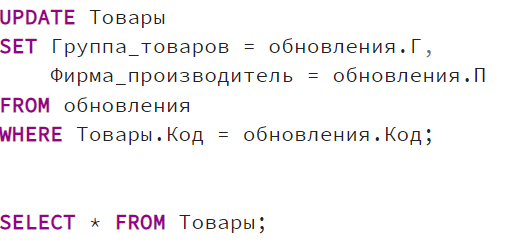 UPDATE Товары
SET Группа_товаров = обновления.Г,
Фирма_производитель = обновления.П
FROM обновления
WHERE Товары.Код = обновления.Код;
SELECT * FROM Товары;